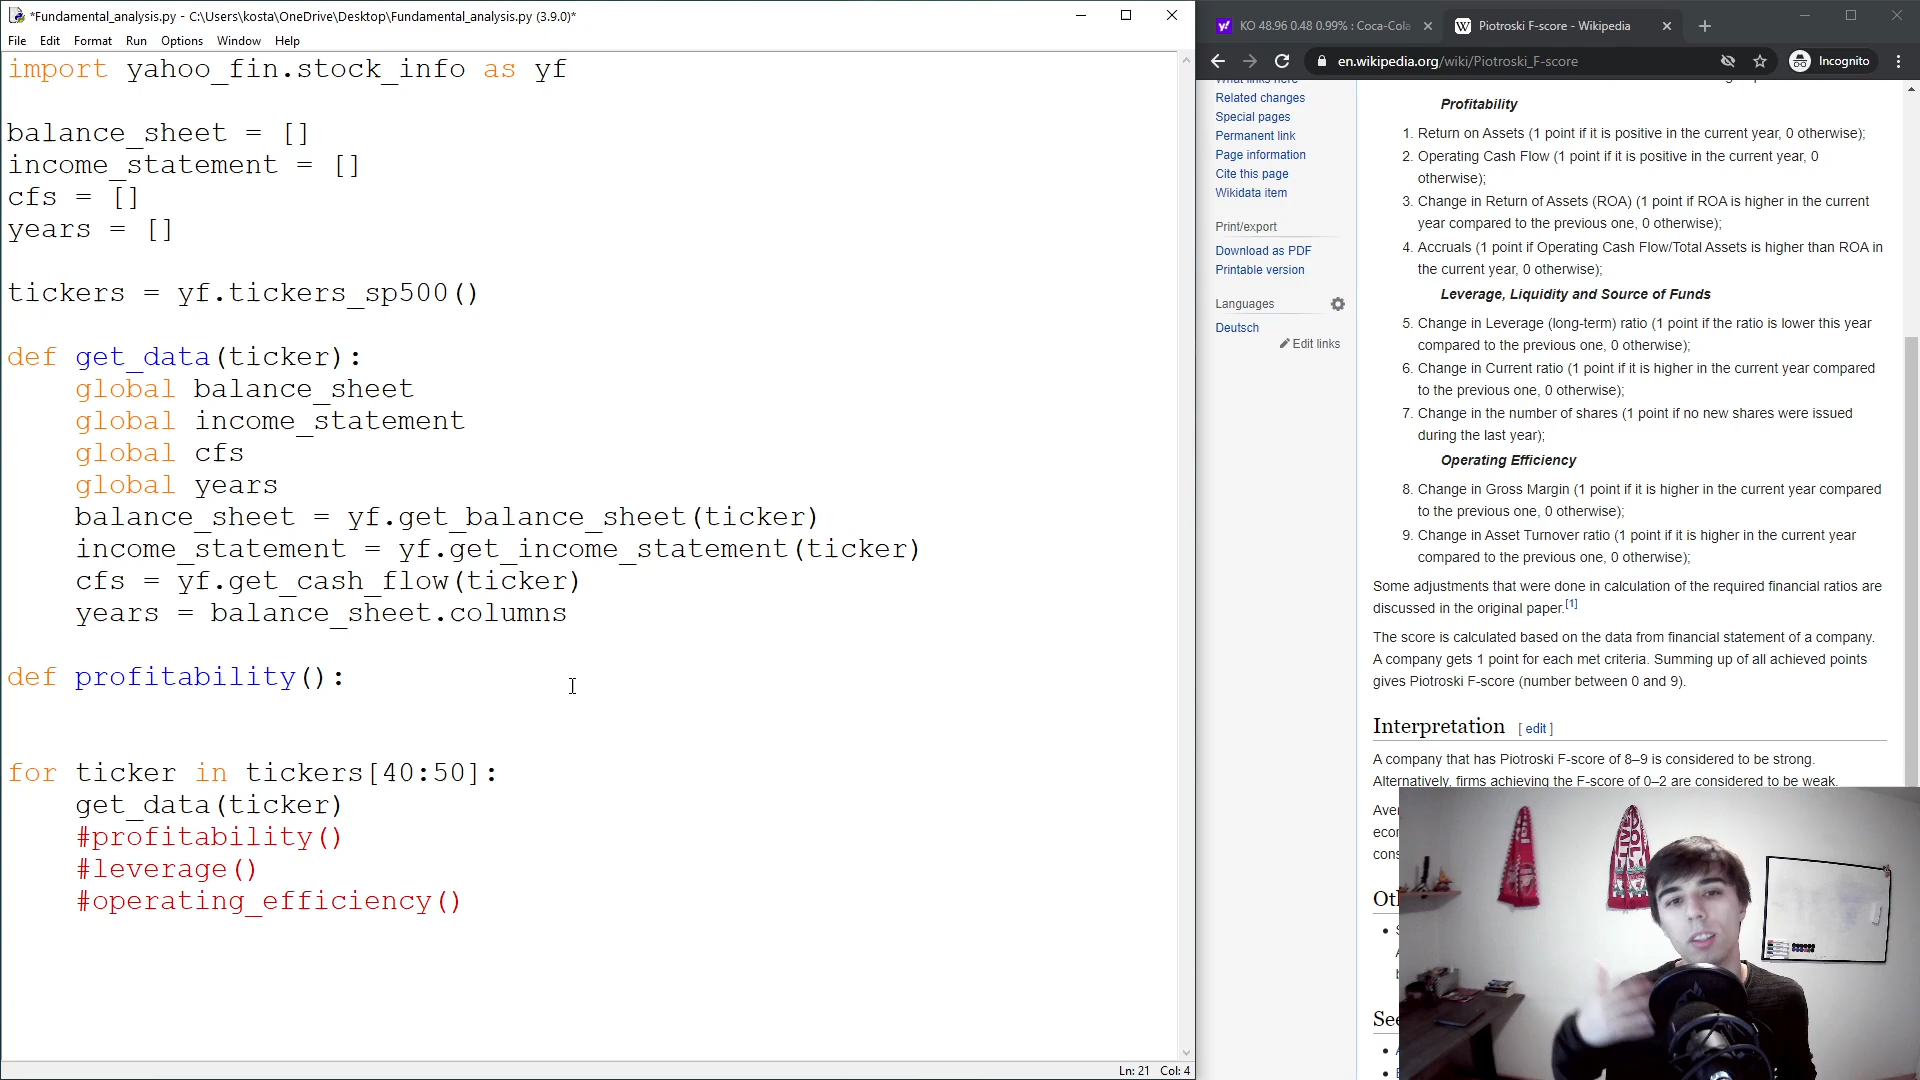 *Fundamental_analysis.py - C:\Users\kosta\OneDrive\Desktop\Fundamental_analysis.py (3.9.0)*
File Edit Format Run Options Window Help
import yahoo_fin.stock_info as yf
balance_sheet = []
income_statement = []
cfs = []
years = []
tickers = yf.tickers_sp500()
def get_data(ticker):
global balance_sheet
global income_statement
global cfs
global years
balance_sheet = yf.get_balance_sheet(ticker)
income_statement = yf.get_income_statement(ticker)
cfs = yf.get_cash_flow(ticker)
years = balance_sheet.columns
def profitability():
for ticker in tickers[40:50]:
get_data(ticker)
#profitability()
#leverage()
#operating_efficiency()
Ln: 21 Col: 4
KO 48.96 0.48 0.99% : Coca-Cola
Piotroski F-score - Wikipedia
en.wikipedia.org/wiki/Piotroski_F-score
Incognito
What links here
Related changes
Special pages
Permanent link
Page information
Cite this page
Wikidata item
Print/export
Download as PDF
Printable version
Languages
Deutsch
Edit links
Profitability
1. Return on Assets (1 point if it is positive in the current year, 0 otherwise);
2. Operating Cash Flow (1 point if it is positive in the current year, 0
otherwise);
3. Change in Return of Assets (ROA) (1 point if ROA is higher in the current
year compared to the previous one, 0 otherwise);
4. Accruals (1 point if Operating Cash Flow/Total Assets is higher than ROA in
the current year, 0 otherwise);
Leverage, Liquidity and Source of Funds
5. Change in Leverage (long-term) ratio (1 point if the ratio is lower this year
compared to the previous one, 0 otherwise);
6. Change in Current ratio (1 point if it is higher in the current year compared
to the previous one, 0 otherwise);
7. Change in the number of shares (1 point if no new shares were issued
during the last year);
Operating Efficiency
8. Change in Gross Margin (1 point if it is higher in the current year compared
to the previous one, 0 otherwise);
9. Change in Asset Turnover ratio (1 point if it is higher in the current year
compared to the previous one, 0 otherwise);
Some adjustments that were done in calculation of the required financial ratios are
discussed in the original paper.[1]
The score is calculated based on the data from financial statement of a company.
A company gets 1 point for each met criteria. Summing up of all achieved points
gives Piotroski F-score (number between 0 and 9).
Interpretation [ edit ]
A company that has Piotroski F-score of 8–9 is considered to be strong.
Alternatively, firms achieving the F-score of 0–2 are considered to be weak.